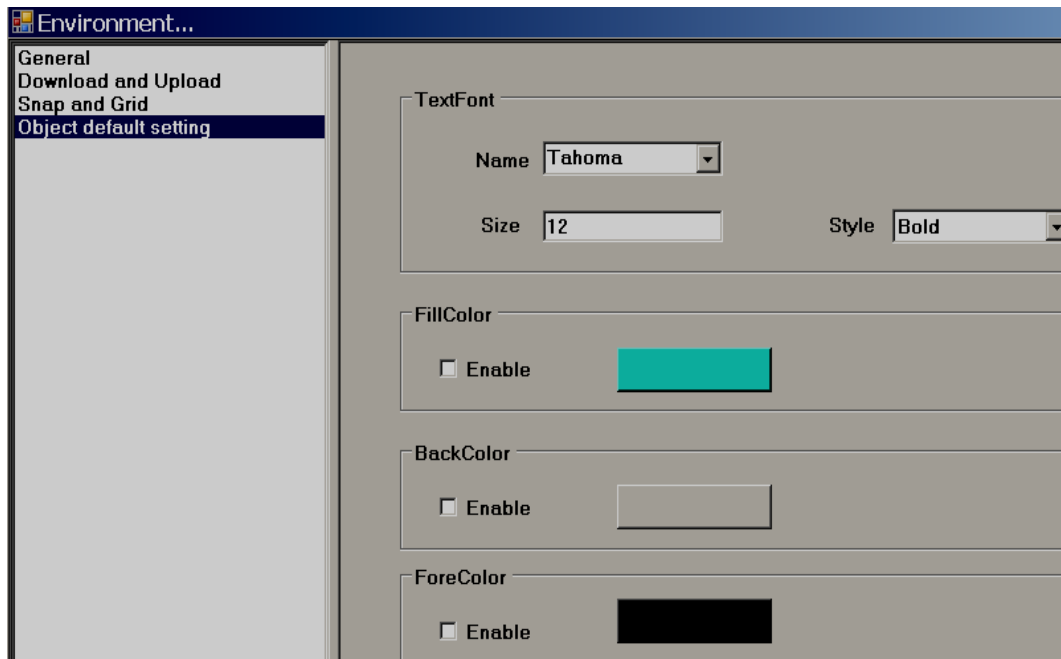 Environment...
General
Download and Upload
Snap and Grid
Object default setting
TextFont
Name Tahoma
Size 12 Style Bold
FillColor
Enable
BackColor
Enable
ForeColor
Enable